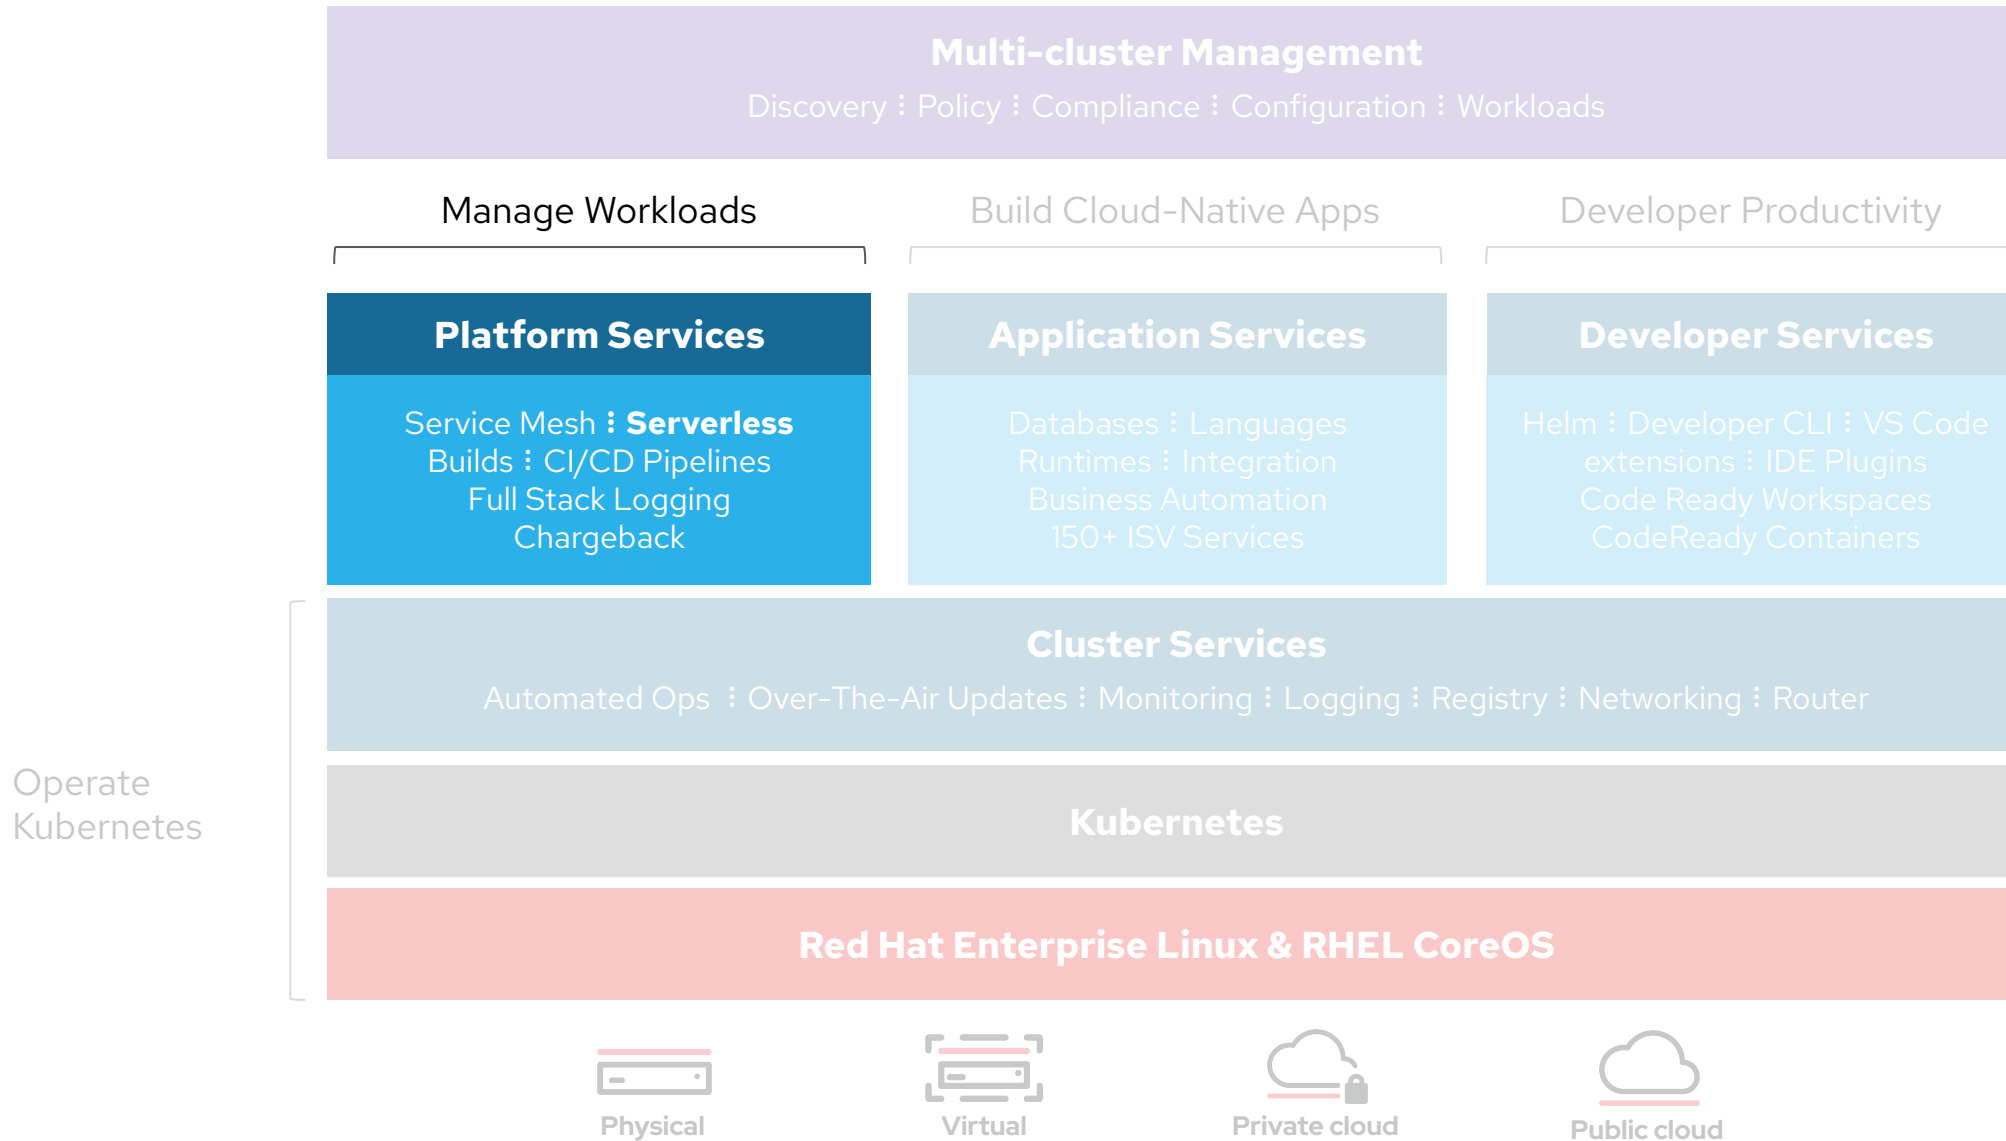 Multi-cluster Management
Discovery ⋮ Policy ⋮ Compliance ⋮ Configuration ⋮ Workloads
Manage Workloads
Build Cloud-Native Apps
Developer Productivity
Platform Services
Service Mesh ⋮ Serverless
Builds ⋮ CI/CD Pipelines
Full Stack Logging
Chargeback
Application Services
Databases ⋮ Languages
Runtimes ⋮ Integration
Business Automation
150+ ISV Services
Developer Services
Helm ⋮ Developer CLI ⋮ VS Code
extensions ⋮ IDE Plugins
Code Ready Workspaces
CodeReady Containers
Cluster Services
Automated Ops ⋮ Over-The-Air Updates ⋮ Monitoring ⋮ Logging ⋮ Registry ⋮ Networking ⋮ Router
Operate
Kubernetes
Kubernetes
Red Hat Enterprise Linux & RHEL CoreOS
Physical
Virtual
Private cloud
Public cloud